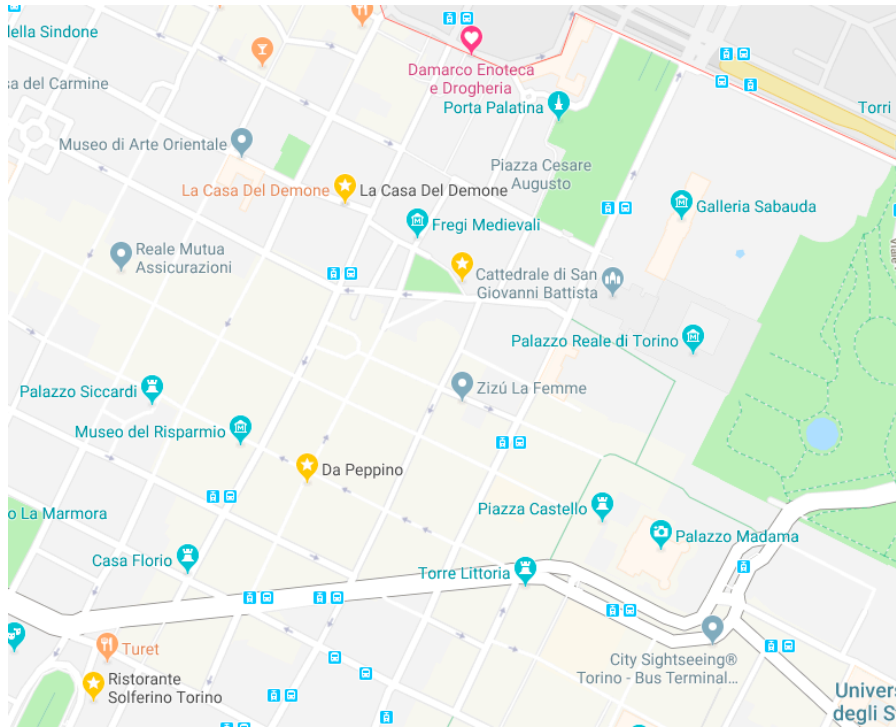 della Sindone
Damarco Enoteca
e Drogheria
sa del Carmine
Porta Palatina
Torri
Museo di Arte Orientale
Piazza Cesare
Augusto
La Casa Del Demone
La Casa Del Demone
Galleria Sabauda
Fregi Medievali
Viale
Reale Mutua
Assicurazioni
Cattedrale di San
Giovanni Battista
Palazzo Reale di Torino
Palazzo Siccardi
Zizú La Femme
Museo del Risparmio
Da Peppino
o La Marmora
Piazza Castello
Palazzo Madama
Casa Florio
Torre Littoria
Turet
City Sightseeing®
Torino - Bus Terminal...
Ristorante
Solferino Torino
Univers
degli S